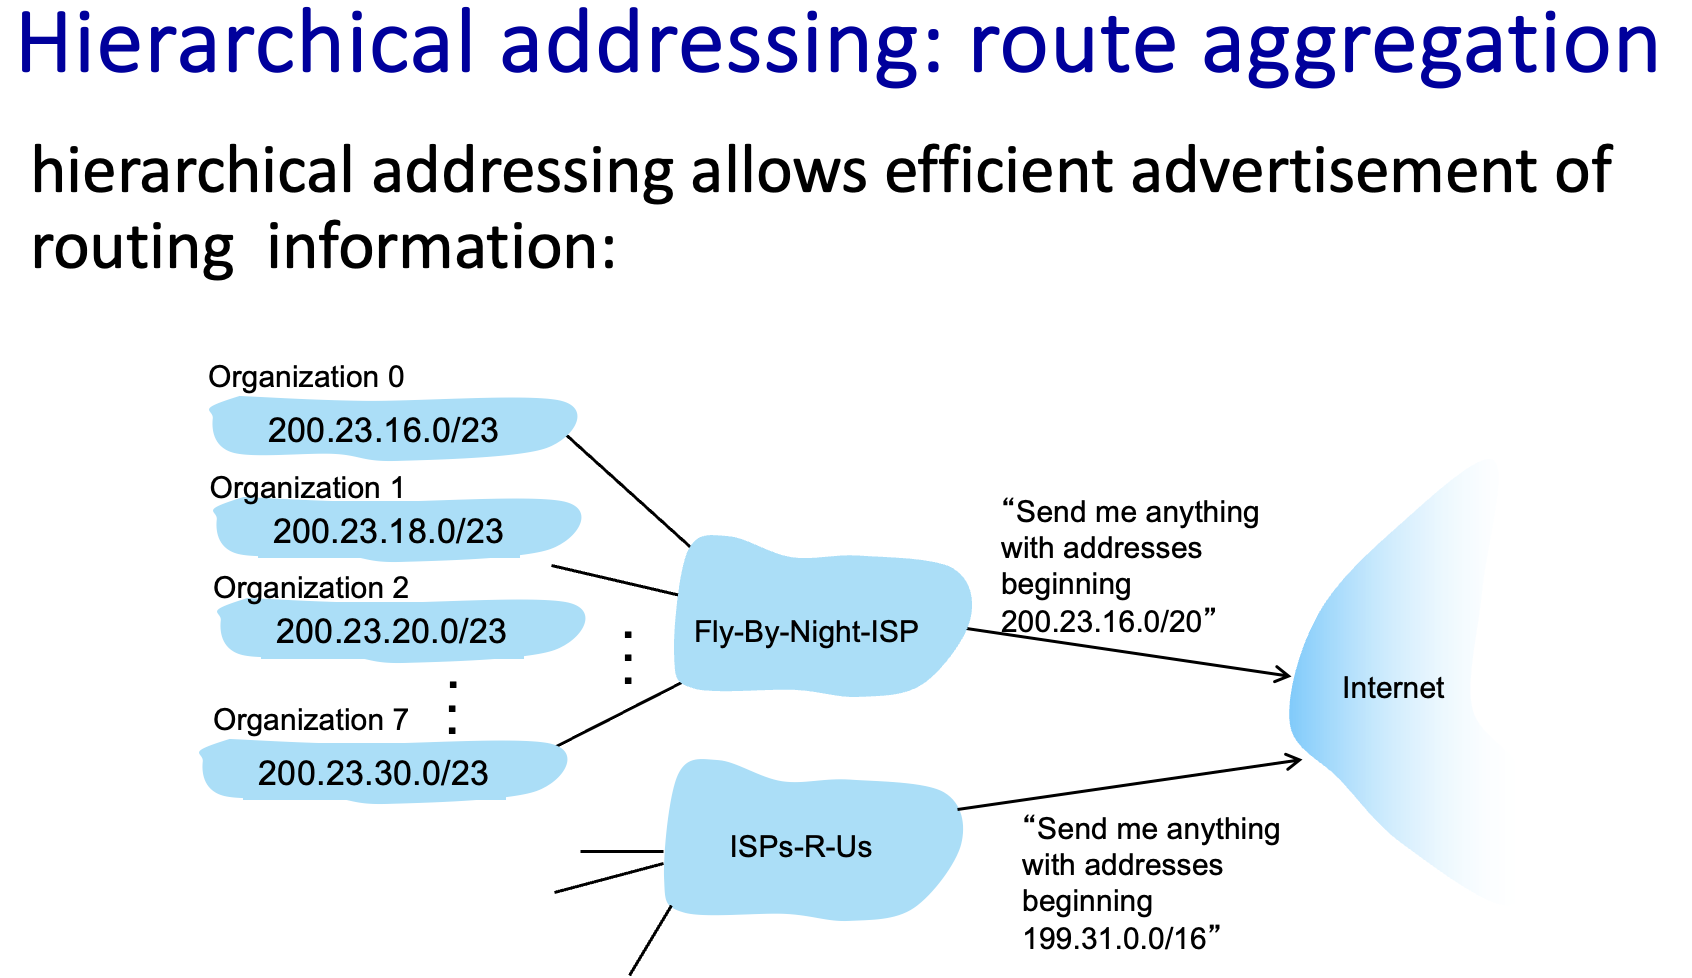 Hierarchical addressing: route aggregation
hierarchical addressing allows efficient advertisement of
routing information:
Organization 0
200.23.16.0/23
Organization 1
200.23.18.0/23
Organization 2
200.23.20.0/23
Organization 7
200.23.30.0/23
Fly-By-Night-ISP
“Send me anything
with addresses
beginning
200.23.16.0/20”
Internet
ISPs-R-Us
“Send me anything
with addresses
beginning
199.31.0.0/16”